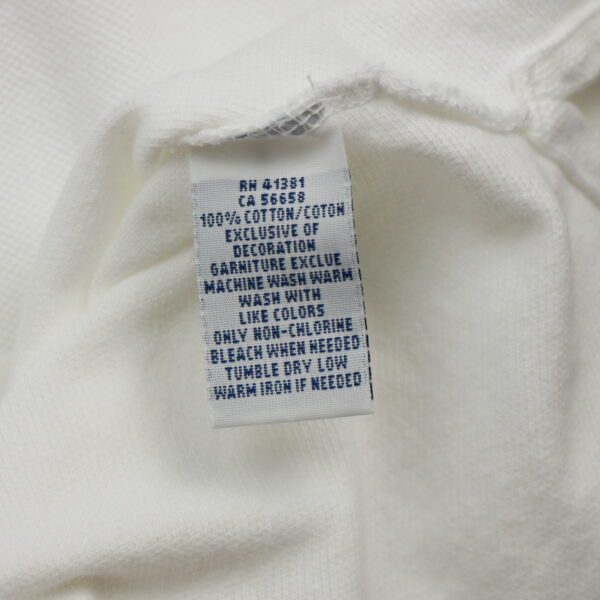 RN 41381
CA 56658
100% COTTON/COTON
EXCLUSIVE OF
DECORATION
GARNITURE EXCLUE
MACHINE WASH WARM
WASH WITH
LIKE COLORS
ONLY NON-CHLORINE
BLEACH WHEN NEEDED
TUMBLE DRY LOW
WARM IRON IF NEEDED